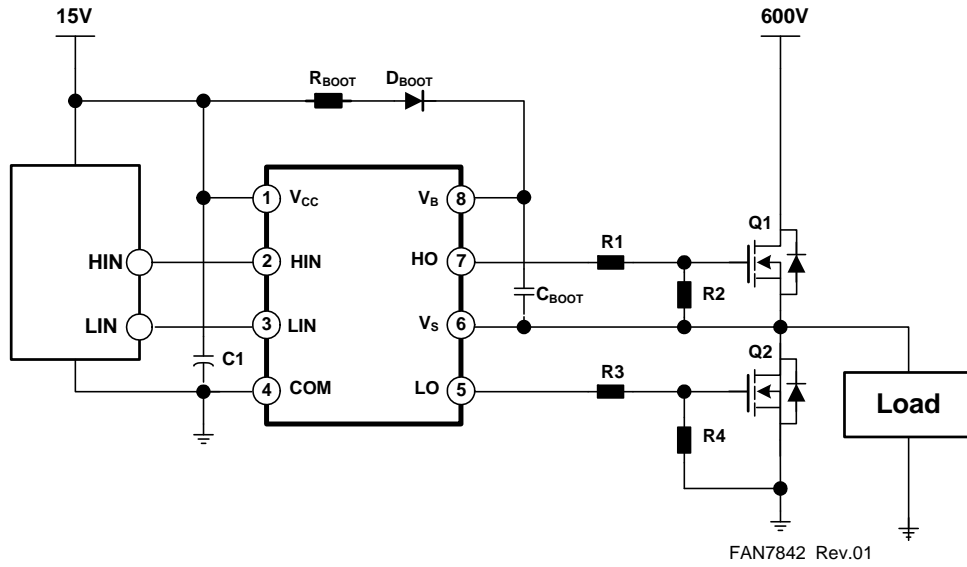 15V
600V
RBOOT
DBOOT
1
VCC
VB
8
Q1
HIN
2
HIN
HO
7
R1
R2
CBOOT
LIN
3
LIN
VS
6
C1
Q2
4
COM
LO
5
R3
Load
R4
FAN7842 Rev.01